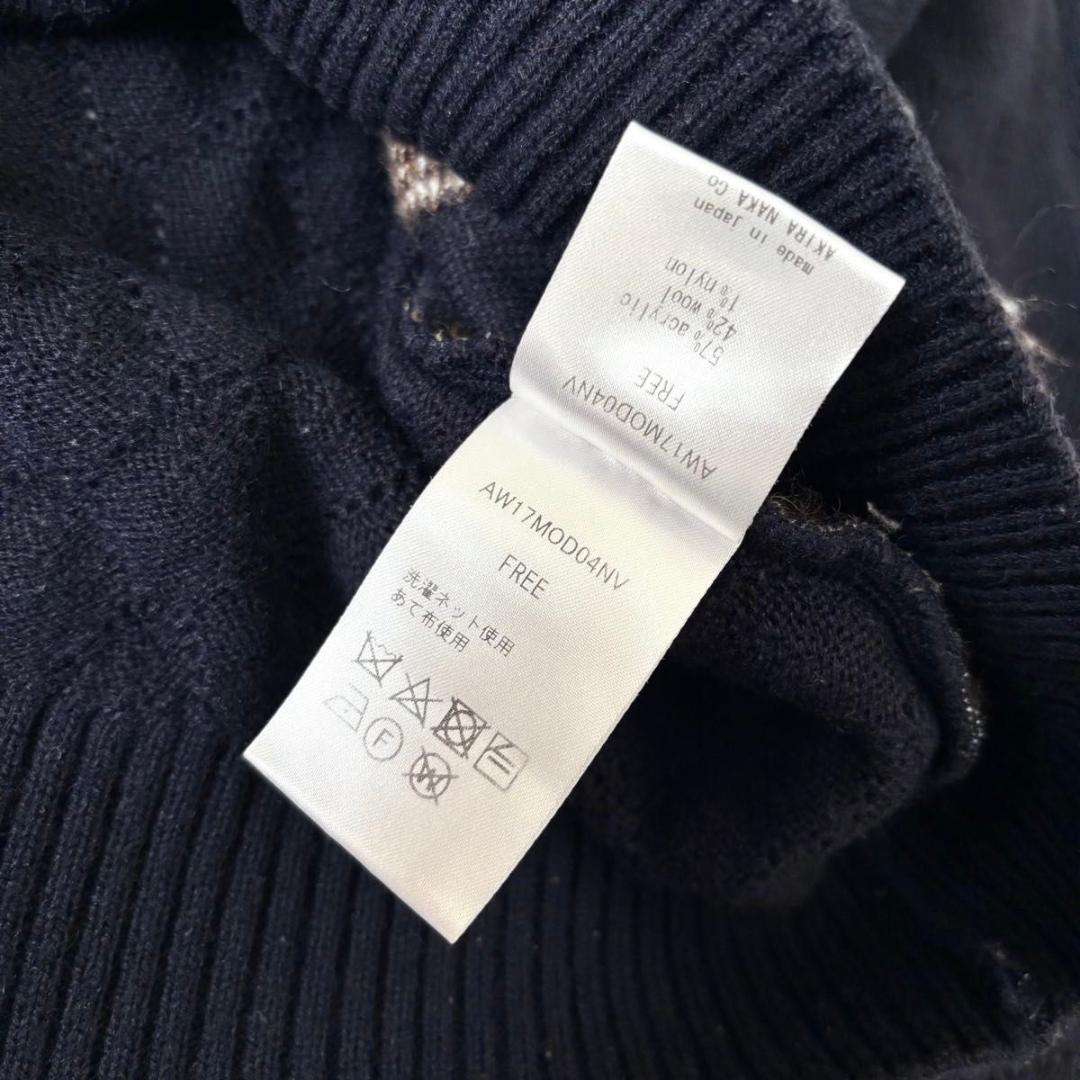 AKIRA NAKA Co
made in Japan
1% nylon
42% wool
57% acrylic
FREE
AW17MOD04NV
AW17MOD04NV
FREE
洗濯ネット使用
あて布使用
F
W